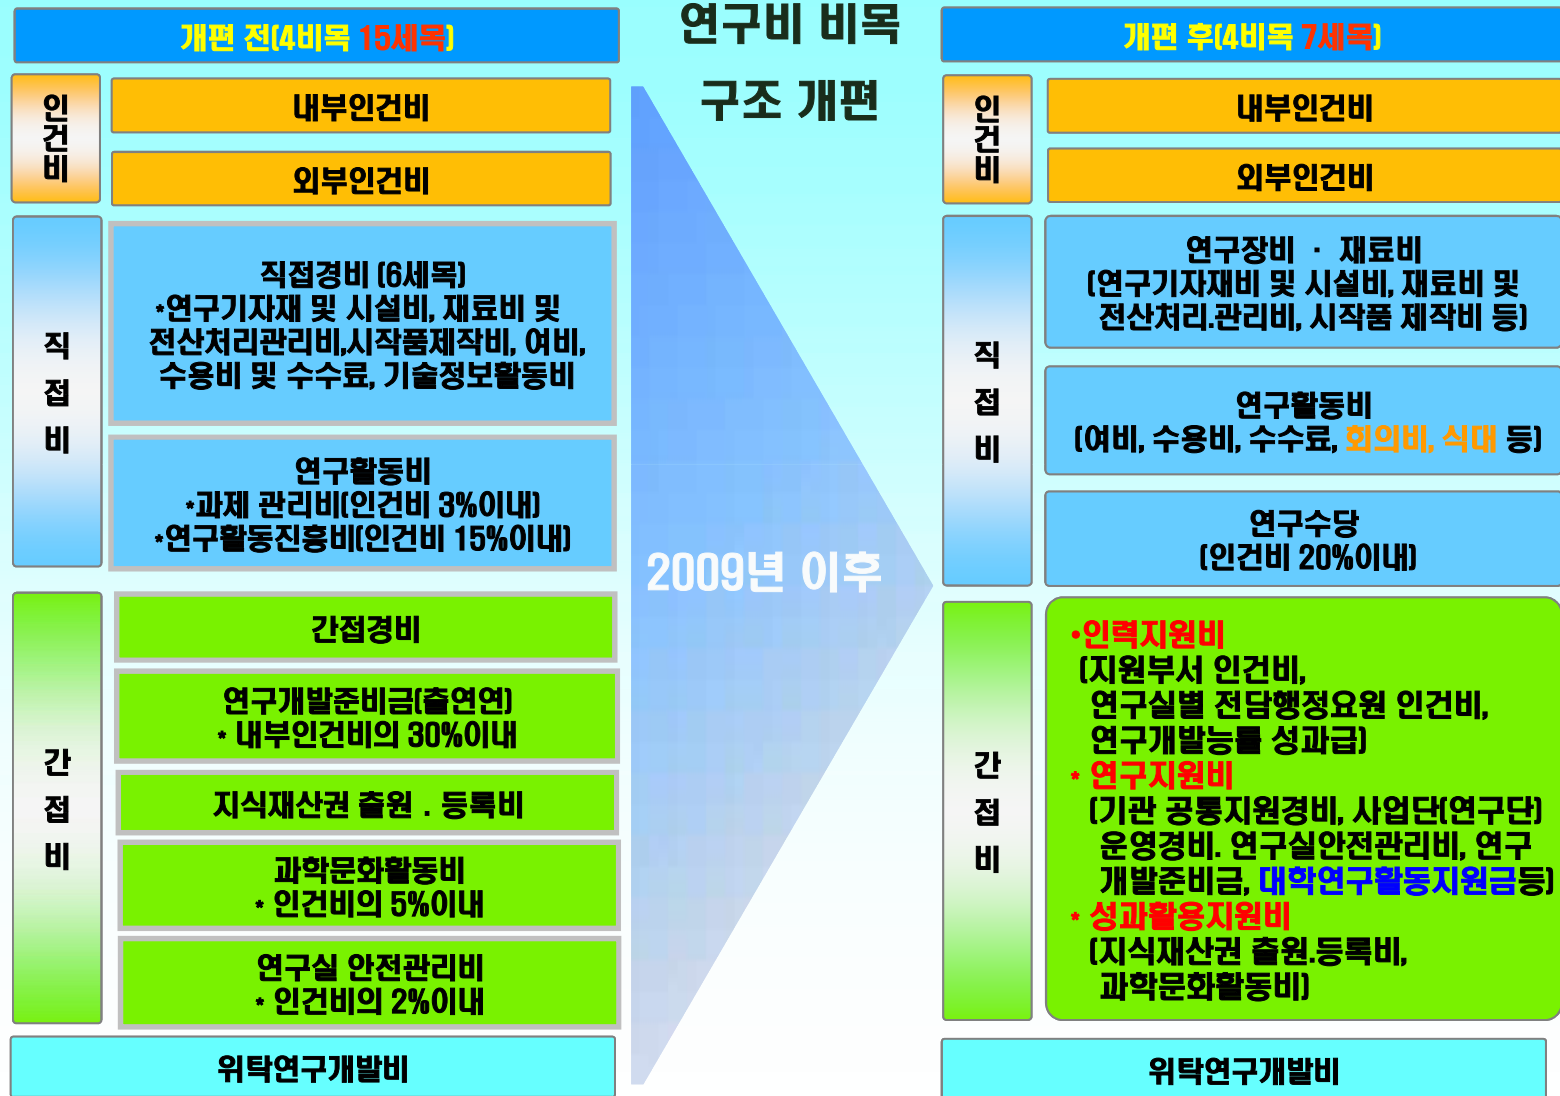 연구비 비목
구조 개편
개편 전(4비목 15세목)
인건비
내부인건비
외부인건비
직접비
직접경비 (6세목)
*연구기자재 및 시설비, 재료비 및
전산처리관리비,시작품제작비, 여비,
수용비 및 수수료, 기술정보활동비
연구활동비
*과제 관리비(인건비 3%이내)
*연구활동진흥비(인건비 15%이내)
간접비
간접경비
연구개발준비금(출연연)
* 내부인건비의 30%이내
지식재산권 출원 . 등록비
과학문화활동비
* 인건비의 5%이내
연구실 안전관리비
* 인건비의 2%이내
위탁연구개발비
2009년 이후
개편 후(4비목 7세목)
인건비
내부인건비
외부인건비
직접비
연구장비 · 재료비
(연구기자재비 및 시설비, 재료비 및
전산처리.관리비, 시작품 제작비 등)
연구활동비
(여비, 수용비, 수수료, 회의비, 식대 등)
연구수당
(인건비 20%이내)
간접비
•인력지원비
(지원부서 인건비,
연구실별 전담행정요원 인건비,
연구개발능률 성과급)
* 연구지원비
(기관 공통지원경비, 사업단(연구단)
운영경비. 연구실안전관리비, 연구
개발준비금, 대학연구활동지원금등)
* 성과활용지원비
(지식재산권 출원.등록비,
과학문화활동비)
위탁연구개발비